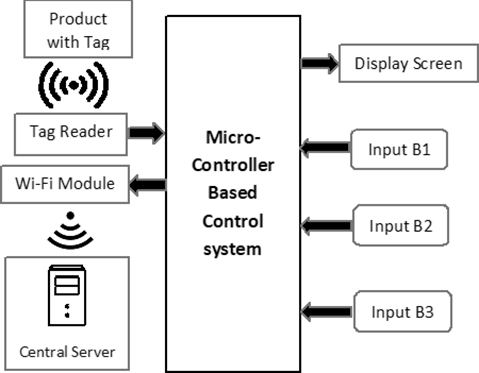 Product
with Tag
Tag Reader
Wi-Fi Module
Central Server
Micro-
Controller
Based
Control
system
Display Screen
Input B1
Input B2
Input B3